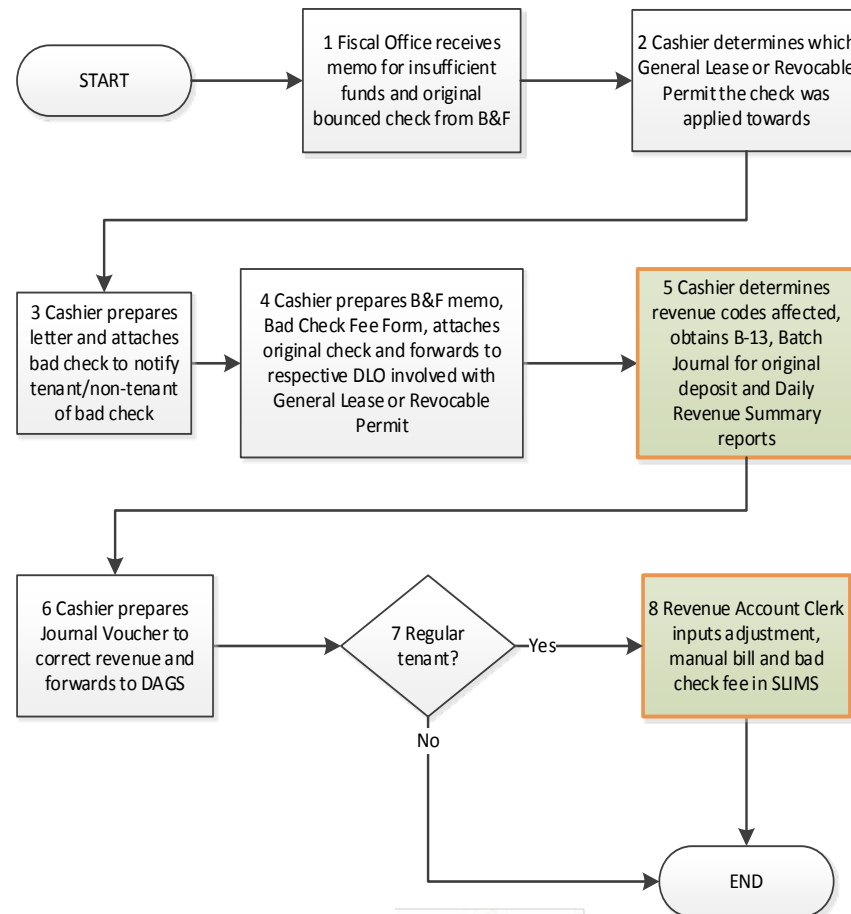 START
1 Fiscal Office receives
memo for insufficient
funds and original
bounced check from B&F
2 Cashier determines which
General Lease or Revocable
Permit the check was
applied towards
3 Cashier prepares
letter and attaches
bad check to notify
tenant/non-tenant
of bad check
4 Cashier prepares B&F memo,
Bad Check Fee Form, attaches
original check and forwards to
respective DLO involved with
General Lease or Revocable
Permit
5 Cashier determines
revenue codes affected,
obtains B-13, Batch
Journal for original
deposit and Daily
Revenue Summary
reports
6 Cashier prepares
Journal Voucher to
correct revenue and
forwards to DAGS
7 Regular
tenant?
Yes
8 Revenue Account Clerk
inputs adjustment,
manual bill and bad
check fee in SLIMS
No
END